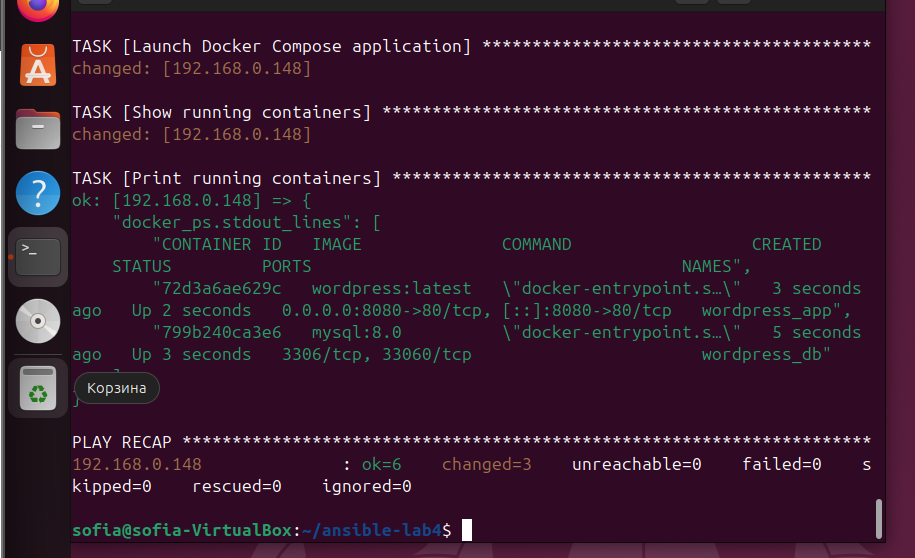 TASK [Launch Docker Compose application] ***************************************
changed: [192.168.0.148]
TASK [Show running containers] *************************************************
changed: [192.168.0.148]
TASK [Print running containers] ************************************************
ok: [192.168.0.148] => {
"docker_ps.stdout_lines": [
"CONTAINER ID   IMAGE              COMMAND                  CREATED
STATUS         PORTS                                     NAMES",
"72d3a6ae629c   wordpress:latest   \"docker-entrypoint.s…\"   3 seconds
ago   Up 2 seconds   0.0.0.0:8080->80/tcp, [::]:8080->80/tcp   wordpress_app",
"799b240ca3e6   mysql:8.0          \"docker-entrypoint.s…\"   5 seconds
ago   Up 3 seconds   3306/tcp, 33060/tcp                       wordpress_db"
Корзина
}
PLAY RECAP *********************************************************************
192.168.0.148              : ok=6    changed=3    unreachable=0    failed=0    s
kipped=0    rescued=0    ignored=0
sofia@sofia-VirtualBox:~/ansible-lab4$